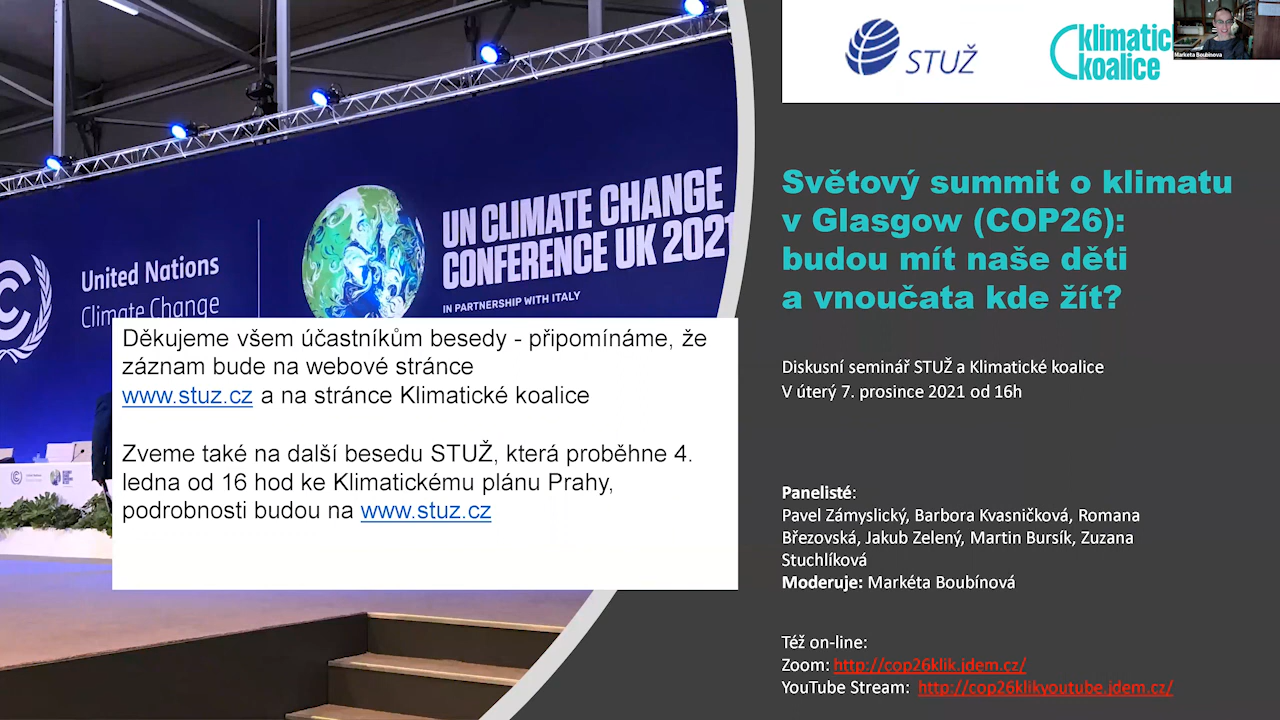 United Nations
Climate Change
UN CLIMATE CHANGE
CONFERENCE UK 2021
IN PARTNERSHIP WITH ITALY
Děkujeme všem účastníkům besedy - připomínáme, že
záznam bude na webové stránce
www.stuz.cz a na stránce Klimatické koalice
Zveme také na další besedu STUŽ, která proběhne 4.
ledna od 16 hod ke Klimatickému plánu Prahy,
podrobnosti budou na www.stuz.cz
STUŽ
klimatic
koalice
Marketa Boubinova
Světový summit o klimatu
v Glasgow (COP26):
budou mít naše děti
a vnoučata kde žít?
Diskusní seminář STUŽ a Klimatické koalice
V úterý 7. prosince 2021 od 16h
Panelisté:
Pavel Zámyslický, Barbora Kvasničková, Romana
Březovská, Jakub Zelený, Martin Bursík, Zuzana
Stuchlíková
Moderuje: Markéta Boubínová
Též on-line:
Zoom: http://cop26klik.jdem.cz/
YouTube Stream: http://cop26klikyoutube.jdem.cz/